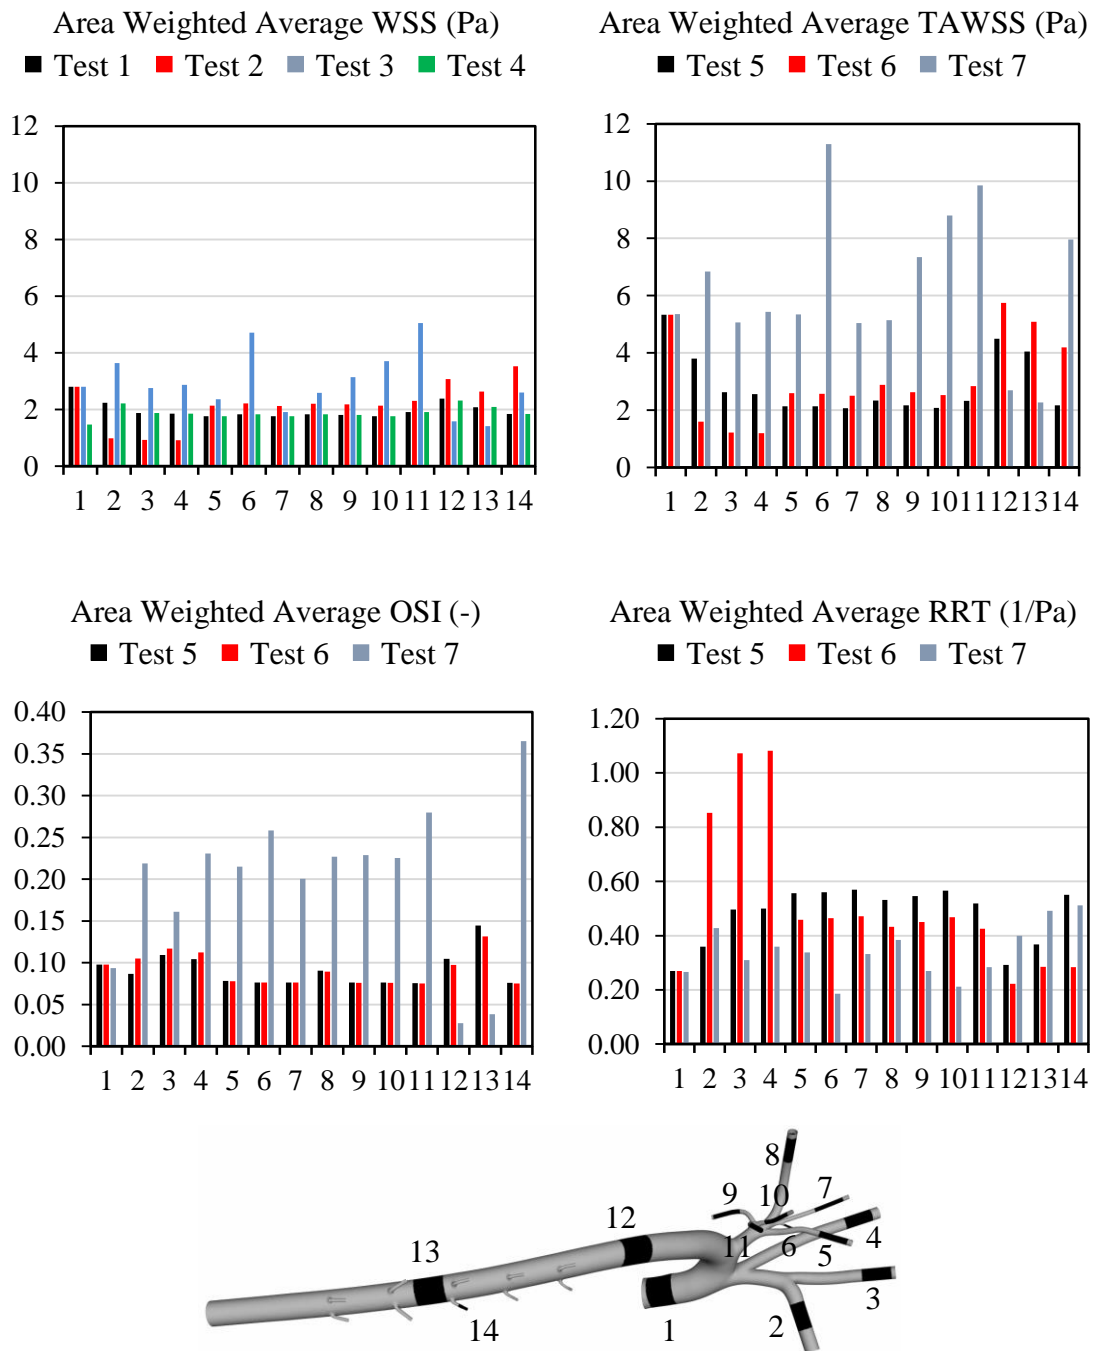 Area Weighted Average WSS (Pa)
Test 1 Test 2 Test 3 Test 4
12
10
8
6
4
2
0
1 2 3 4 5 6 7 8 9 10 11 12 13 14
Area Weighted Average TAWSS (Pa)
Test 5 Test 6 Test 7
12
10
8
6
4
2
0
1 2 3 4 5 6 7 8 9 10 11 12 13 14
Area Weighted Average OSI (-)
Test 5 Test 6 Test 7
0.40
0.35
0.30
0.25
0.20
0.15
0.10
0.05
0.00
1 2 3 4 5 6 7 8 9 10 11 12 13 14
Area Weighted Average RRT (1/Pa)
Test 5 Test 6 Test 7
1.20
1.00
0.80
0.60
0.40
0.20
0.00
1 2 3 4 5 6 7 8 9 10 11 12 13 14
8
9 10 7
12 4
13 11 6 5
3
14 1 2